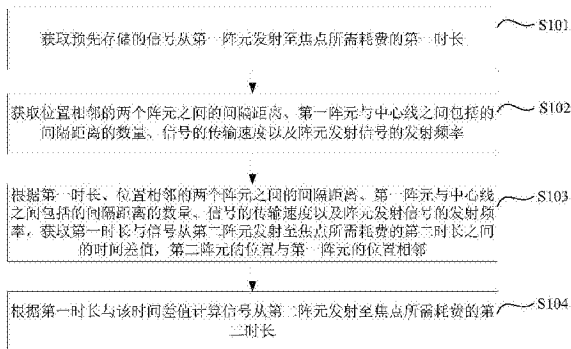 获取预先存储的信号从第一阵元发射至焦点所需耗费的第一时长
S101
获取位置相邻的两个阵元之间的间隔距离、第一阵元与中心线之间包括的
间隔距离的数量、信号的传输速度以及阵元发射信号的发射频率
S102
根据第一时长、位置相邻的两个阵元之间的间隔距离、第一阵元与中心线
之间包括的间隔距离的数量、信号的传输速度以及阵元发射信号的发射频
率，获取第一时长与信号从第二阵元发射至焦点所需耗费的第二时长之间
的时间差值，第二阵元的位置与第一阵元的位置相邻
S103
根据第一时长与该时间差值计算信号从第二阵元发射至焦点所需耗费的第
二时长
S104